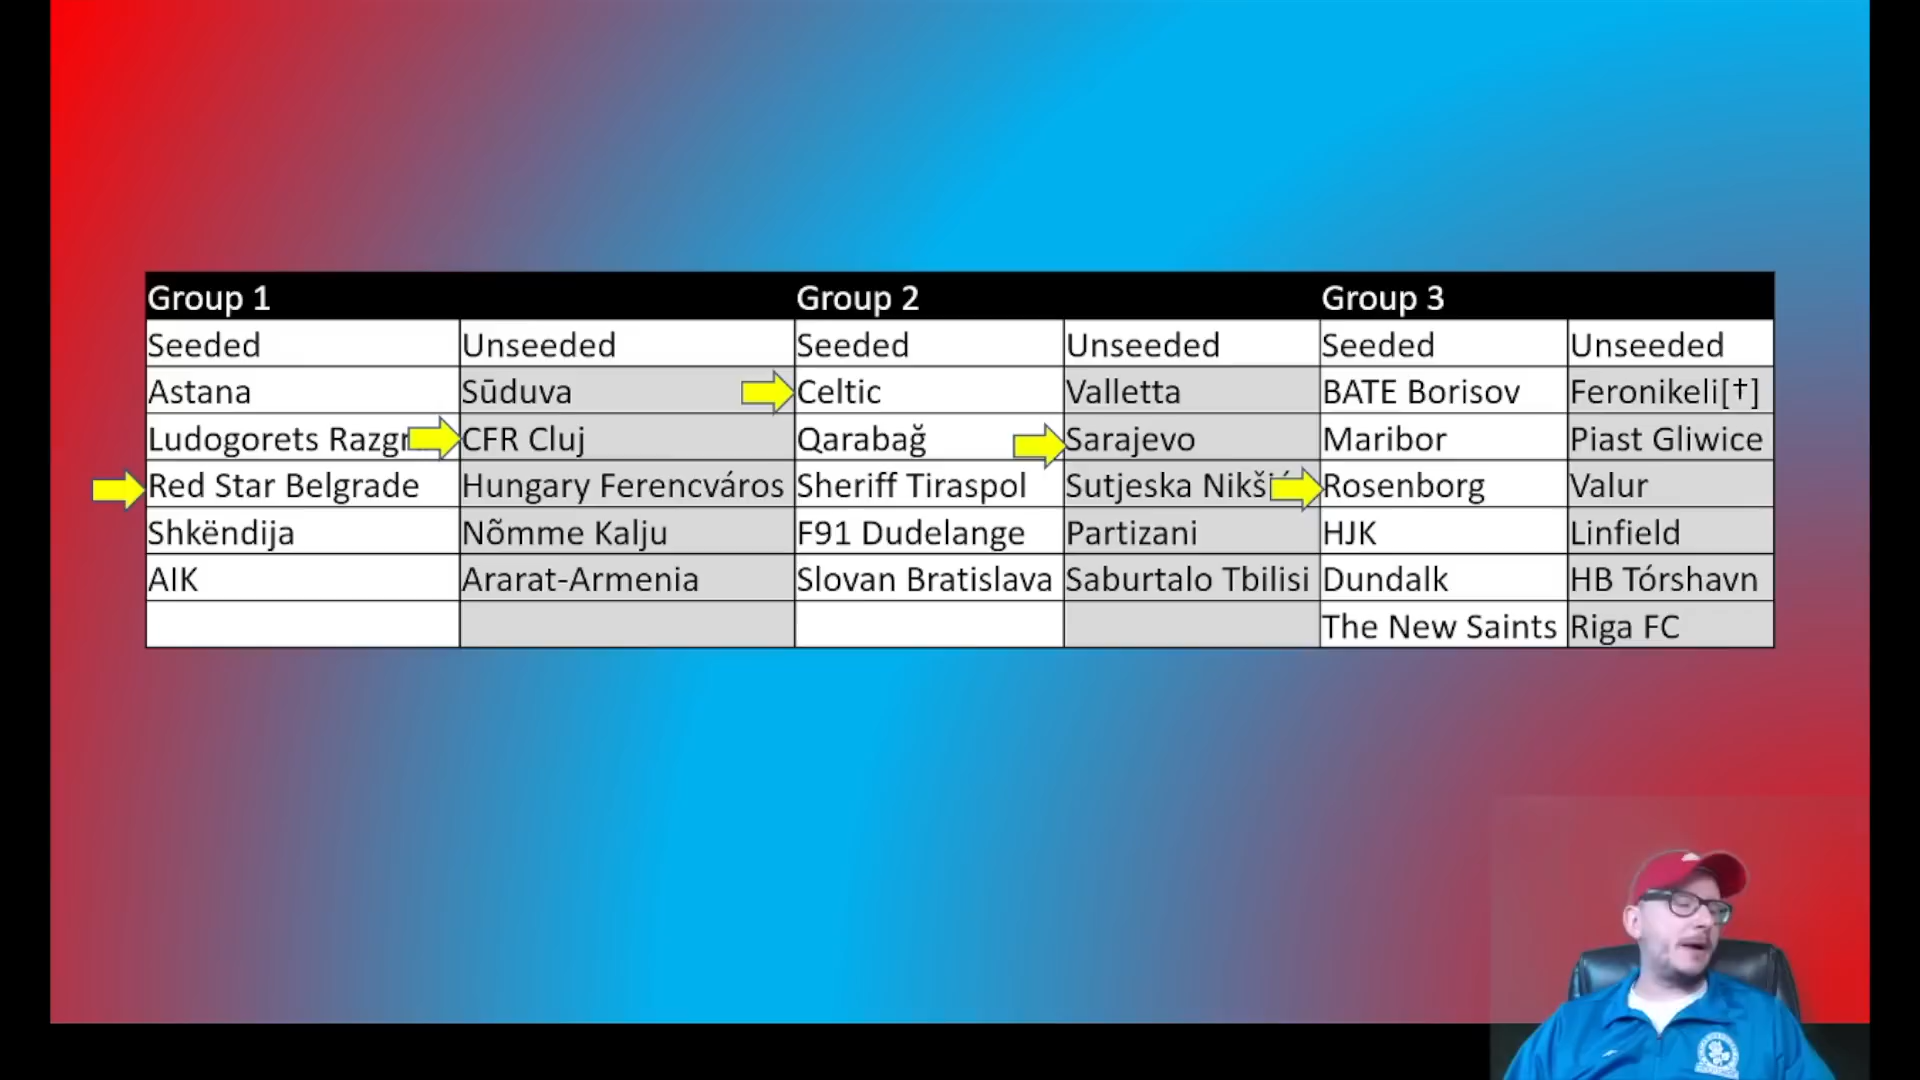 Group 1 Group 2 Group 3
Seeded Unseeded Seeded Unseeded Seeded Unseeded
Astana Sūduva Celtic Valletta BATE Borisov Feronikeli[†]
Ludogorets CFR Cluj Qarabağ Sarajevo Maribor Piast Gliwice
Red Star Belgrade Hungary Ferencváros Sheriff Tiraspol Sutjeska Rosenborg Valur
Shkëndija Nõmme Kalju F91 Dudelange Partizani HJK Linfield
AIK Ararat-Armenia Slovan Bratislava Saburtalo Tbilisi Dundalk HB Tórshavn
The New Saints Riga FC